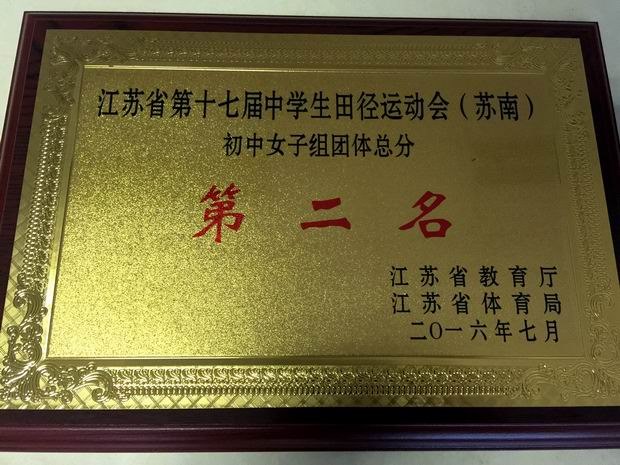 江苏省第十七届中学生田径运动会（苏南）
初中女子组团体总分
第二名
江苏省教育厅
江苏省体育局
二〇一六年七月